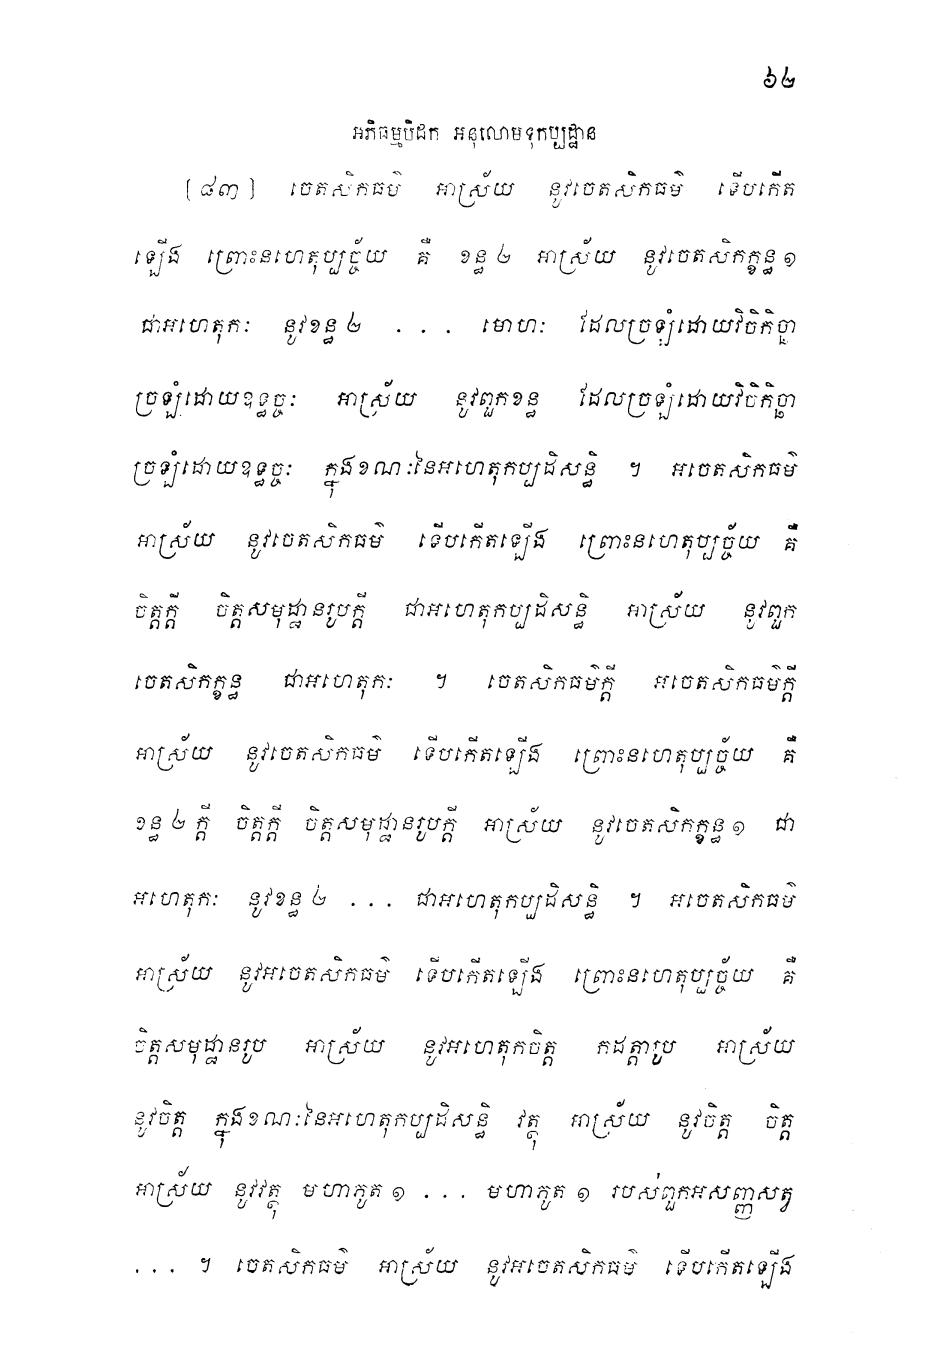 ៦២
អភិធម្មបិដក អនុលោមទុកប្បដ្ឋាន
[៨៣] ចេតសិកធម៌ អាស្រ័យ នូវចេតសិកធម៌ ទើបកើត
ឡើង ព្រោះនហេតុប្បច្ច័យ គឺ ខន្ធ ២ អាស្រ័យ នូវចេតសិកក្ខន្ធ ១
ជាអហេតុកៈ នូវខន្ធ ២ ... មោហៈ ដែលច្រឡំដោយវិចិកិច្ឆា
ច្រឡំដោយឧទ្ធច្ចៈ អាស្រ័យ នូវពួកខន្ធ ដែលច្រឡំដោយវិចិកិច្ឆា
ច្រឡំដោយឧទ្ធច្ចៈ ក្នុងខណៈនៃអហេតុកប្បដិសន្ធិ ។ អចេតសិកធម៌
អាស្រ័យ នូវចេតសិកធម៌ ទើបកើតឡើង ព្រោះនហេតុប្បច្ច័យ គឺ
ចិត្តក្តី ចិត្តសមុដ្ឋានរូបក្តី ជាអហេតុកប្បដិសន្ធិ អាស្រ័យ នូវពួក
ចេតសិកក្ខន្ធ ជាអហេតុកៈ ។ ចេតសិកធម៌ក្តី អចេតសិកធម៌ក្តី
អាស្រ័យ នូវចេតសិកធម៌ ទើបកើតឡើង ព្រោះនហេតុប្បច្ច័យ គឺ
ខន្ធ ២ ក្តី ចិត្តក្តី ចិត្តសមុដ្ឋានរូបក្តី អាស្រ័យ នូវចេតសិកក្ខន្ធ ១ ជា
អហេតុកៈ នូវខន្ធ ២ ... ជាអហេតុកប្បដិសន្ធិ ។ អចេតសិកធម៌
អាស្រ័យ នូវអចេតសិកធម៌ ទើបកើតឡើង ព្រោះនហេតុប្បច្ច័យ គឺ
ចិត្តសមុដ្ឋានរូប អាស្រ័យ នូវអហេតុកចិត្ត កដត្តារូប អាស្រ័យ
នូវចិត្ត ក្នុងខណៈនៃអហេតុកប្បដិសន្ធិ វត្ថុ អាស្រ័យ នូវចិត្ត ចិត្ត
អាស្រ័យ នូវវត្ថុ មហាភូត ១ ... មហាភូត ១ របស់ពួកអសញ្ញសត្វ
... ។ ចេតសិកធម៌ អាស្រ័យ នូវអចេតសិកធម៌ ទើបកើតឡើង